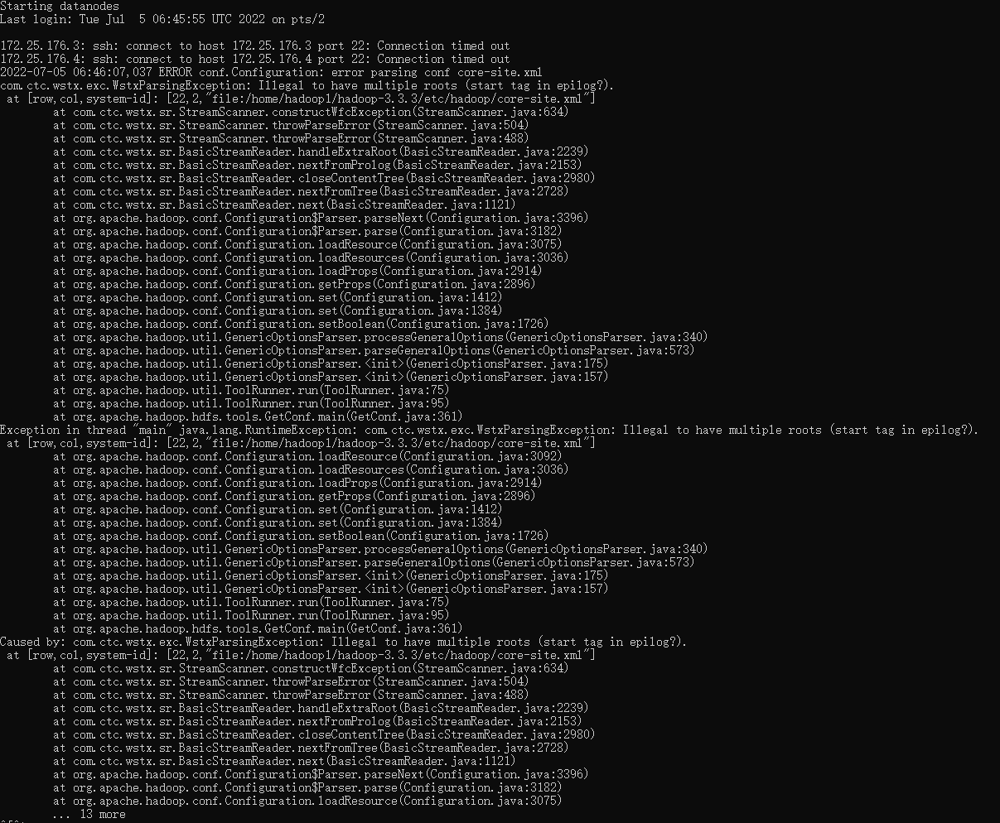 Starting datanodes
Last login: Tue Jul  5 06:45:55 UTC 2022 on pts/2
172.25.176.3: ssh: connect to host 172.25.176.3 port 22: Connection timed out
172.25.176.4: ssh: connect to host 172.25.176.4 port 22: Connection timed out
2022-07-05 06:46:07,037 ERROR conf.Configuration: error parsing conf core-site.xml
com.ctc.wstx.exc.WstxParsingException: Illegal to have multiple roots (start tag in epilog?).
 at [row,col,system-id]: [22,2,"file:/home/hadoop1/hadoop-3.3.3/etc/hadoop/core-site.xml"]
        at com.ctc.wstx.sr.StreamScanner.constructWfcException(StreamScanner.java:634)
        at com.ctc.wstx.sr.StreamScanner.throwParseError(StreamScanner.java:504)
        at com.ctc.wstx.sr.StreamScanner.throwParseError(StreamScanner.java:488)
        at com.ctc.wstx.sr.BasicStreamReader.handleExtraRoot(BasicStreamReader.java:2239)
        at com.ctc.wstx.sr.BasicStreamReader.nextFromProlog(BasicStreamReader.java:2153)
        at com.ctc.wstx.sr.BasicStreamReader.closeContentTree(BasicStreamReader.java:2980)
        at com.ctc.wstx.sr.BasicStreamReader.nextFromTree(BasicStreamReader.java:2728)
        at com.ctc.wstx.sr.BasicStreamReader.next(BasicStreamReader.java:1121)
        at org.apache.hadoop.conf.Configuration$Parser.parseNext(Configuration.java:3396)
        at org.apache.hadoop.conf.Configuration$Parser.parse(Configuration.java:3182)
        at org.apache.hadoop.conf.Configuration.loadResource(Configuration.java:3075)
        at org.apache.hadoop.conf.Configuration.loadResources(Configuration.java:3036)
        at org.apache.hadoop.conf.Configuration.loadProps(Configuration.java:2914)
        at org.apache.hadoop.conf.Configuration.getProps(Configuration.java:2896)
        at org.apache.hadoop.conf.Configuration.set(Configuration.java:1412)
        at org.apache.hadoop.conf.Configuration.set(Configuration.java:1384)
        at org.apache.hadoop.conf.Configuration.setBoolean(Configuration.java:1726)
        at org.apache.hadoop.util.GenericOptionsParser.processGeneralOptions(GenericOptionsParser.java:340)
        at org.apache.hadoop.util.GenericOptionsParser.parseGeneralOptions(GenericOptionsParser.java:573)
        at org.apache.hadoop.util.GenericOptionsParser.<init>(GenericOptionsParser.java:175)
        at org.apache.hadoop.util.GenericOptionsParser.<init>(GenericOptionsParser.java:157)
        at org.apache.hadoop.util.ToolRunner.run(ToolRunner.java:75)
        at org.apache.hadoop.util.ToolRunner.run(ToolRunner.java:95)
        at org.apache.hadoop.hdfs.tools.GetConf.main(GetConf.java:361)
Exception in thread "main" java.lang.RuntimeException: com.ctc.wstx.exc.WstxParsingException: Illegal to have multiple roots (start tag in epilog?).
 at [row,col,system-id]: [22,2,"file:/home/hadoop1/hadoop-3.3.3/etc/hadoop/core-site.xml"]
        at org.apache.hadoop.conf.Configuration.loadResource(Configuration.java:3092)
        at org.apache.hadoop.conf.Configuration.loadResources(Configuration.java:3036)
        at org.apache.hadoop.conf.Configuration.loadProps(Configuration.java:2914)
        at org.apache.hadoop.conf.Configuration.getProps(Configuration.java:2896)
        at org.apache.hadoop.conf.Configuration.set(Configuration.java:1412)
        at org.apache.hadoop.conf.Configuration.set(Configuration.java:1384)
        at org.apache.hadoop.conf.Configuration.setBoolean(Configuration.java:1726)
        at org.apache.hadoop.util.GenericOptionsParser.processGeneralOptions(GenericOptionsParser.java:340)
        at org.apache.hadoop.util.GenericOptionsParser.parseGeneralOptions(GenericOptionsParser.java:573)
        at org.apache.hadoop.util.GenericOptionsParser.<init>(GenericOptionsParser.java:175)
        at org.apache.hadoop.util.GenericOptionsParser.<init>(GenericOptionsParser.java:157)
        at org.apache.hadoop.util.ToolRunner.run(ToolRunner.java:75)
        at org.apache.hadoop.util.ToolRunner.run(ToolRunner.java:95)
        at org.apache.hadoop.hdfs.tools.GetConf.main(GetConf.java:361)
Caused by: com.ctc.wstx.exc.WstxParsingException: Illegal to have multiple roots (start tag in epilog?).
 at [row,col,system-id]: [22,2,"file:/home/hadoop1/hadoop-3.3.3/etc/hadoop/core-site.xml"]
        at com.ctc.wstx.sr.StreamScanner.constructWfcException(StreamScanner.java:634)
        at com.ctc.wstx.sr.StreamScanner.throwParseError(StreamScanner.java:504)
        at com.ctc.wstx.sr.StreamScanner.throwParseError(StreamScanner.java:488)
        at com.ctc.wstx.sr.BasicStreamReader.handleExtraRoot(BasicStreamReader.java:2239)
        at com.ctc.wstx.sr.BasicStreamReader.nextFromProlog(BasicStreamReader.java:2153)
        at com.ctc.wstx.sr.BasicStreamReader.closeContentTree(BasicStreamReader.java:2980)
        at com.ctc.wstx.sr.BasicStreamReader.nextFromTree(BasicStreamReader.java:2728)
        at com.ctc.wstx.sr.BasicStreamReader.next(BasicStreamReader.java:1121)
        at org.apache.hadoop.conf.Configuration$Parser.parseNext(Configuration.java:3396)
        at org.apache.hadoop.conf.Configuration$Parser.parse(Configuration.java:3182)
        at org.apache.hadoop.conf.Configuration.loadResource(Configuration.java:3075)
        ... 13 more